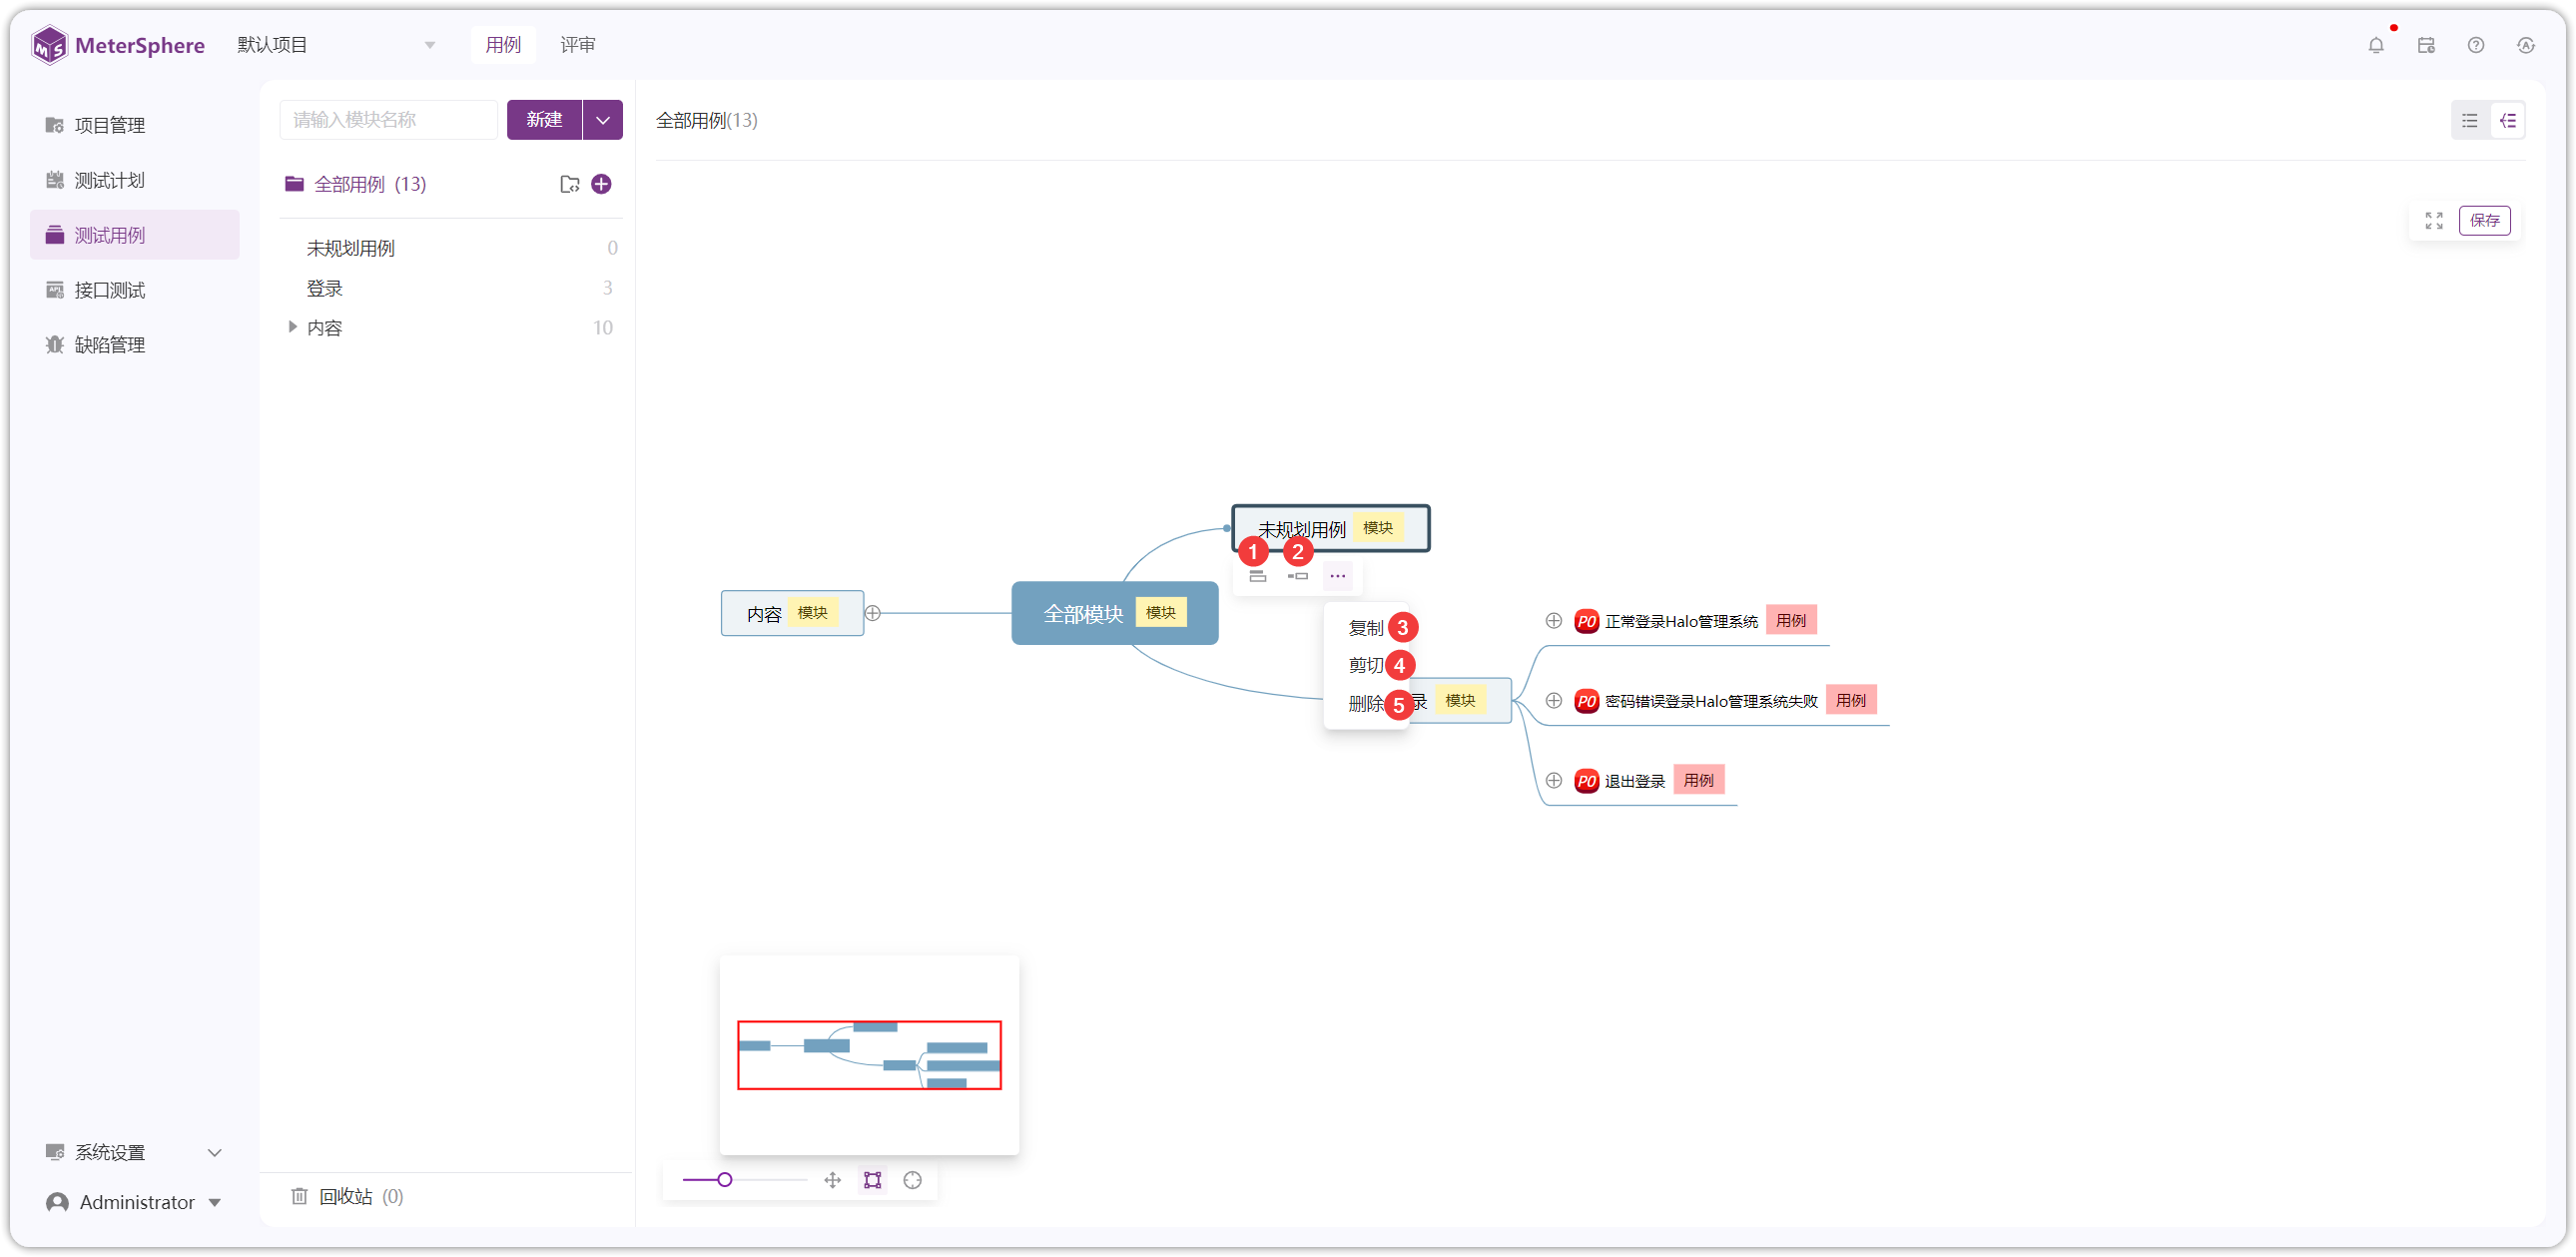 MeterSphere
默认项目
用例
评审
项目管理
测试计划
测试用例
接口测试
缺陷管理
系统设置
Administrator
请输入模块名称
新建
全部用例 (13)
未规划用例 0
登录 3
内容 10
回收站 (0)
全部用例(13)
保存
未规划用例 模块
1 2
内容 模块
全部模块 模块
复制 3
剪切 4
删除 5
录 模块
P0 正常登录Halo管理系统 用例
P0 密码错误登录Halo管理系统失败 用例
P0 退出登录 用例